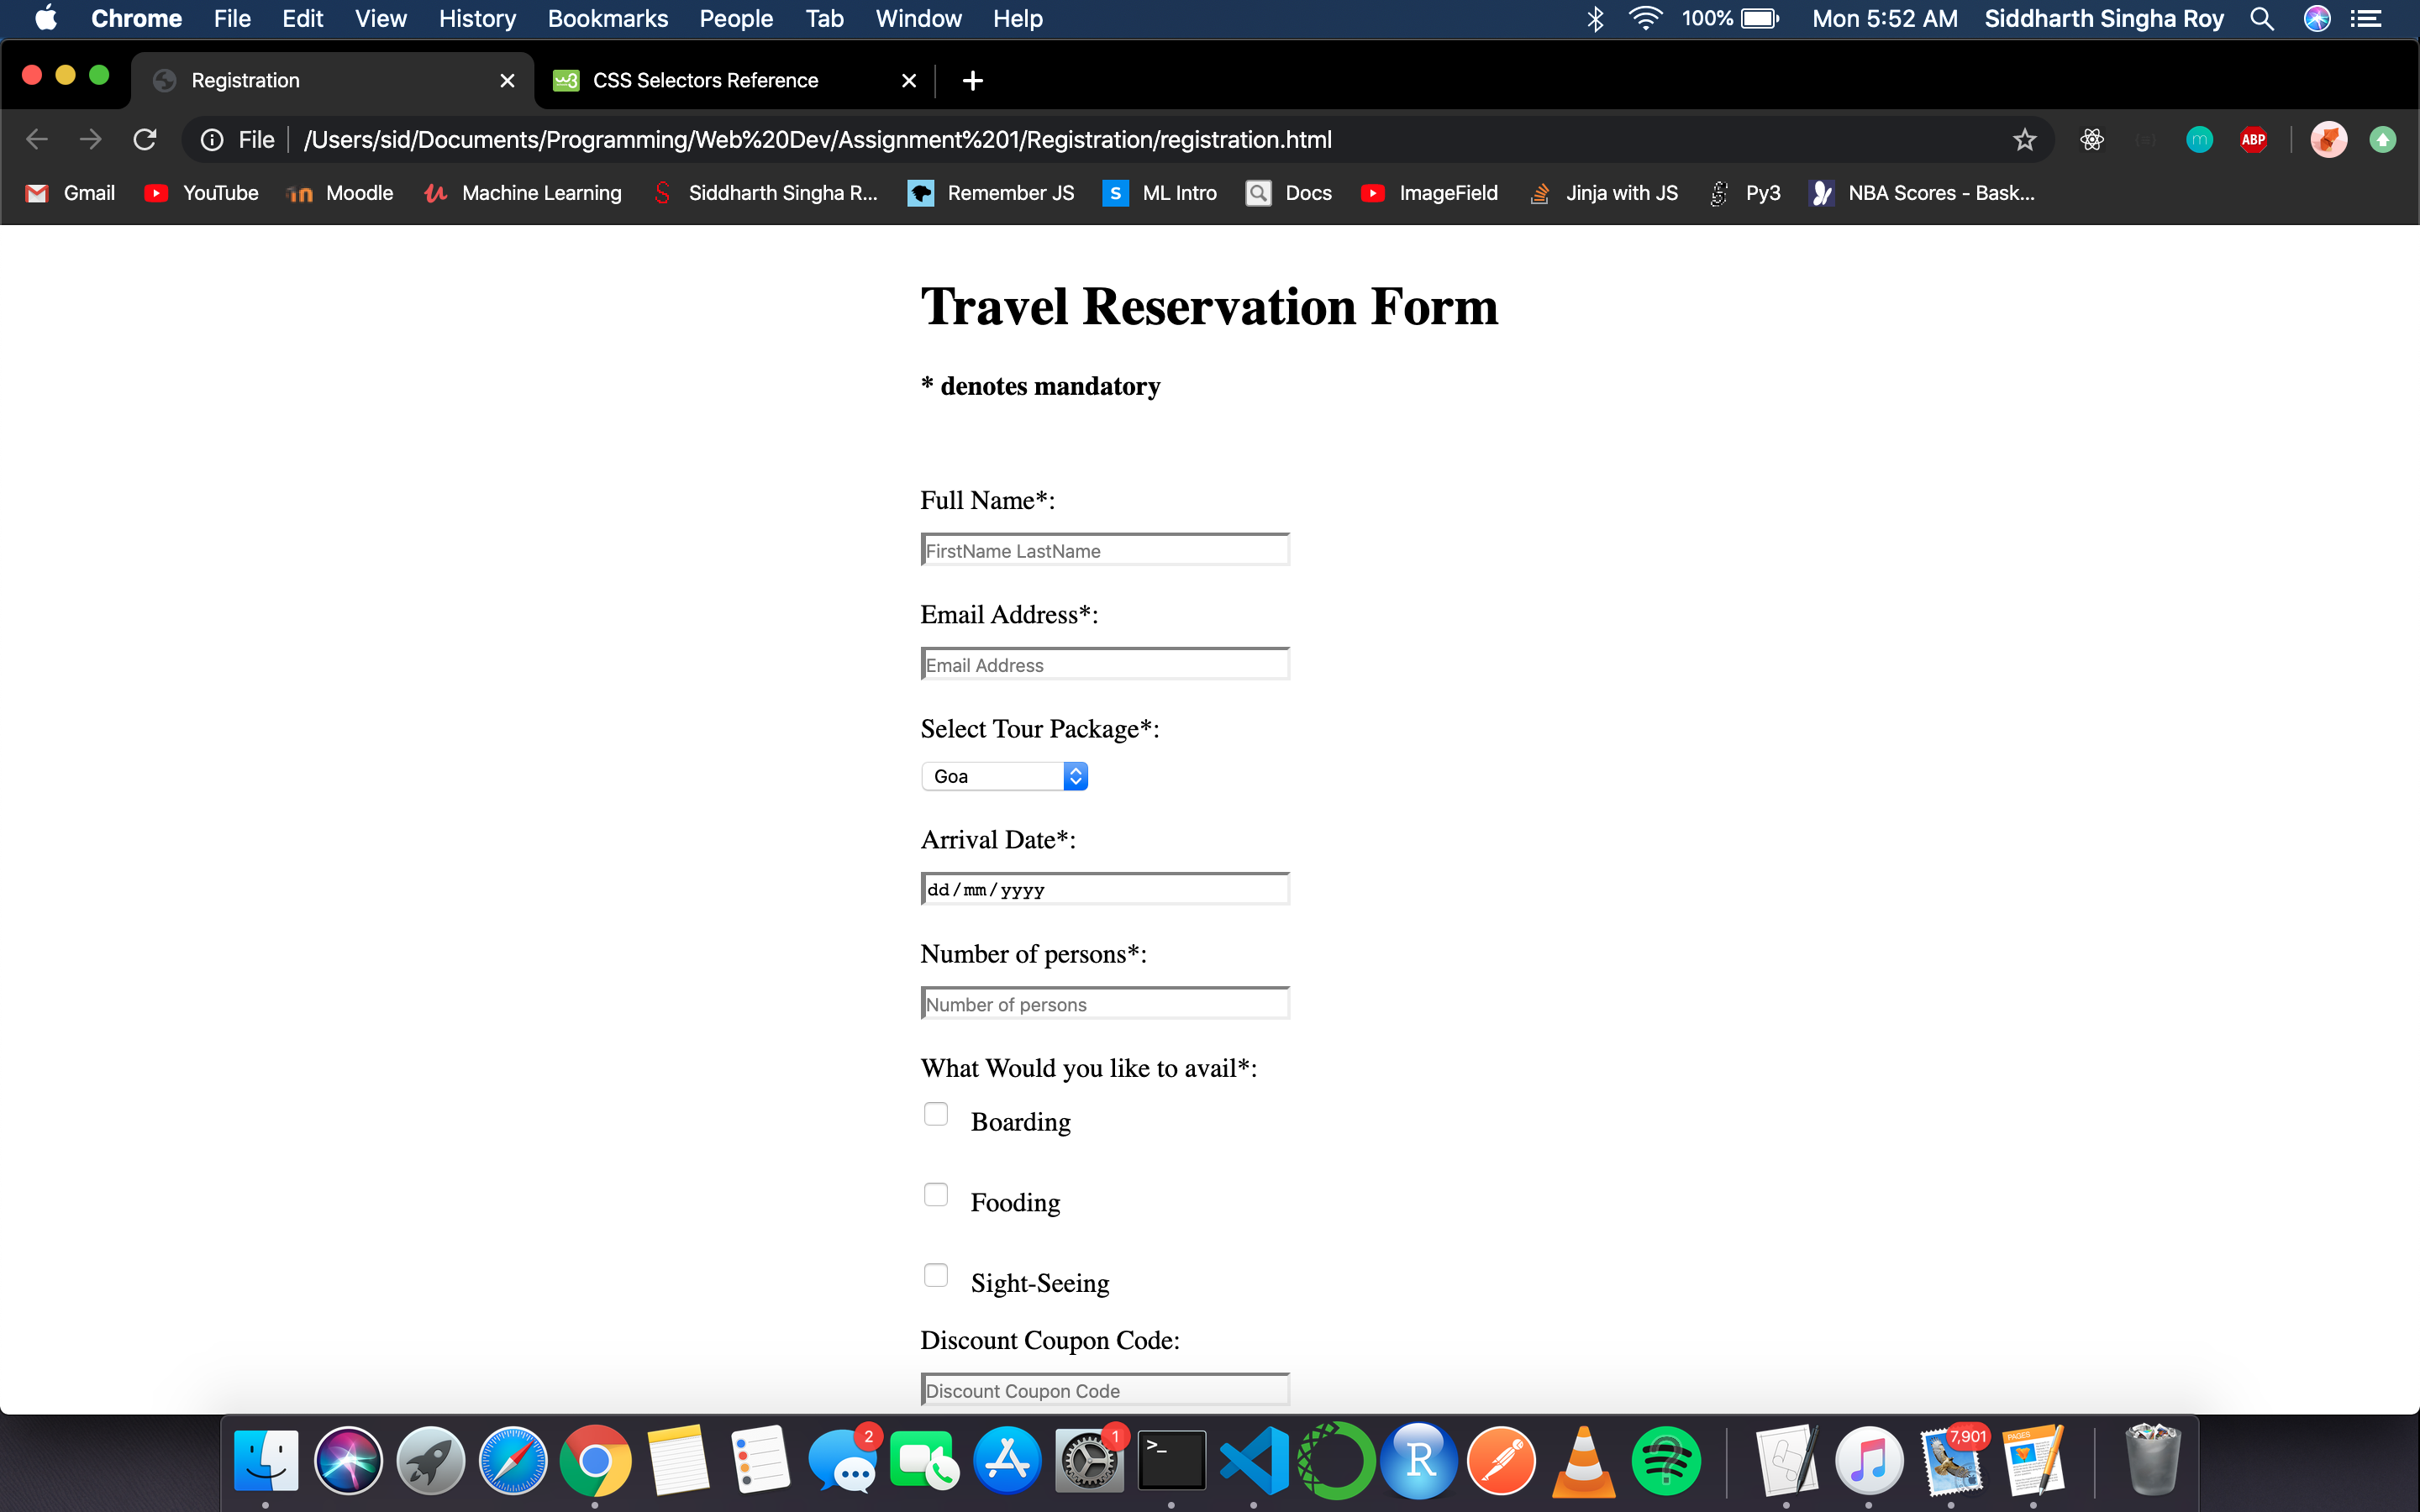 Chrome File Edit View History Bookmarks People Tab Window Help 100% Mon 5:52 AM Siddharth Singha Roy
Registration CSS Selectors Reference
File /Users/sid/Documents/Programming/Web%20Dev/Assignment%201/Registration/registration.html m ABP
Gmail YouTube Moodle Machine Learning Siddharth Singha R... Remember JS S ML Intro Docs ImageField Jinja with JS Py3 NBA Scores - Bask...
Travel Reservation Form
* denotes mandatory
Full Name*:
FirstName LastName
Email Address*:
Email Address
Select Tour Package*:
Goa
Arrival Date*:
dd/mm/yyyy
Number of persons*:
Number of persons
What Would you like to avail*:
Boarding
Fooding
Sight-Seeing
Discount Coupon Code:
Discount Coupon Code
2 1 >_ R 7,901 PAGES